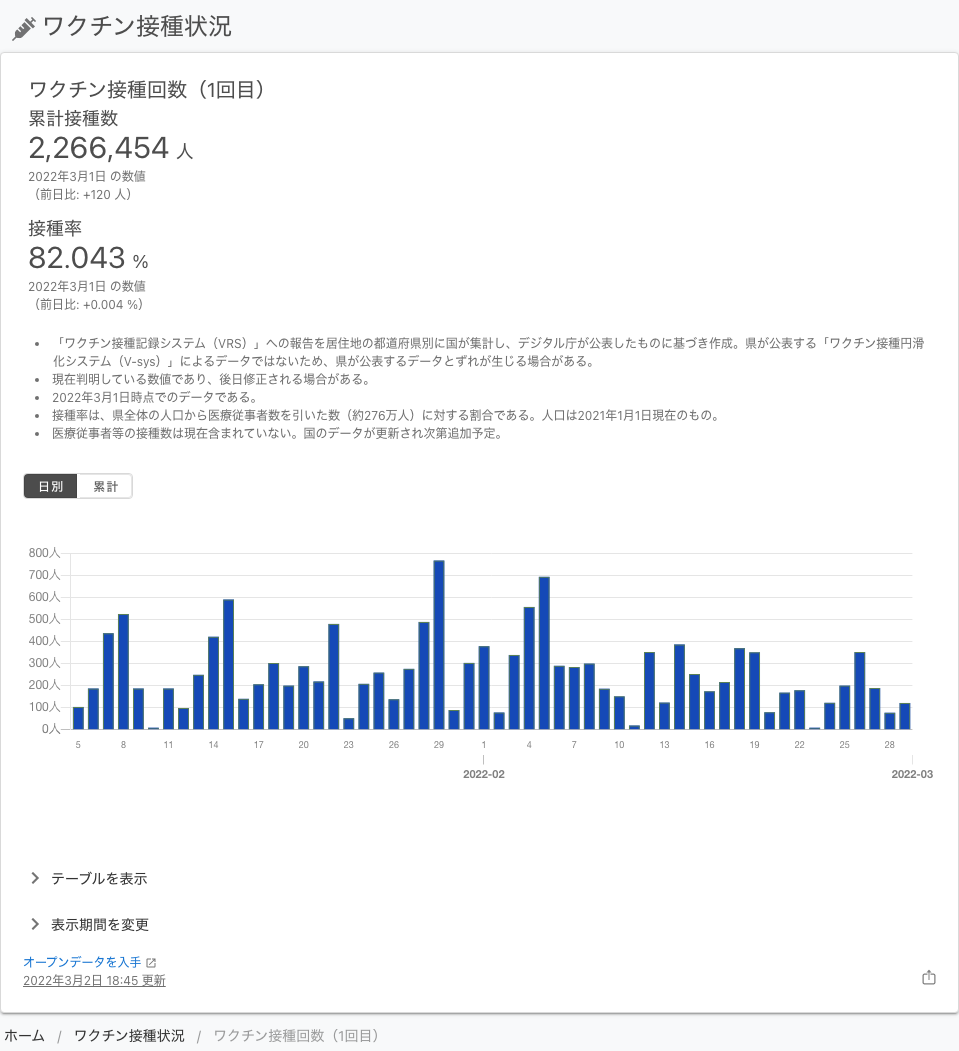 ワクチン接種状況
ワクチン接種回数（1回目）
累計接種数
2,266,454 人
2022年3月1日 の数値
（前日比: +120 人）
接種率
82.043 %
2022年3月1日 の数値
（前日比: +0.004 %）
• 「ワクチン接種記録システム（VRS）」への報告を居住地の都道府県別に国が集計し、デジタル庁が公表したものに基づき作成。県が公表する「ワクチン接種円滑
化システム（V-sys）」によるデータではないため、県が公表するデータとずれが生じる場合がある。
• 現在判明している数値であり、後日修正される場合がある。
• 2022年3月1日時点でのデータである。
• 接種率は、県全体の人口から医療従事者数を引いた数（約276万人）に対する割合である。人口は2021年1月1日現在のもの。
• 医療従事者等の接種数は現在含まれていない。国のデータが更新され次第追加予定。
日別 累計
800人
700人
600人
500人
400人
300人
200人
100人
0人
5 8 11 14 17 20 23 26 29 1 4 7 10 13 16 19 22 25 28
2022-02 2022-03
テーブルを表示
表示期間を変更
オープンデータを入手
2022年3月2日 18:45 更新
ホーム / ワクチン接種状況 / ワクチン接種回数（1回目）